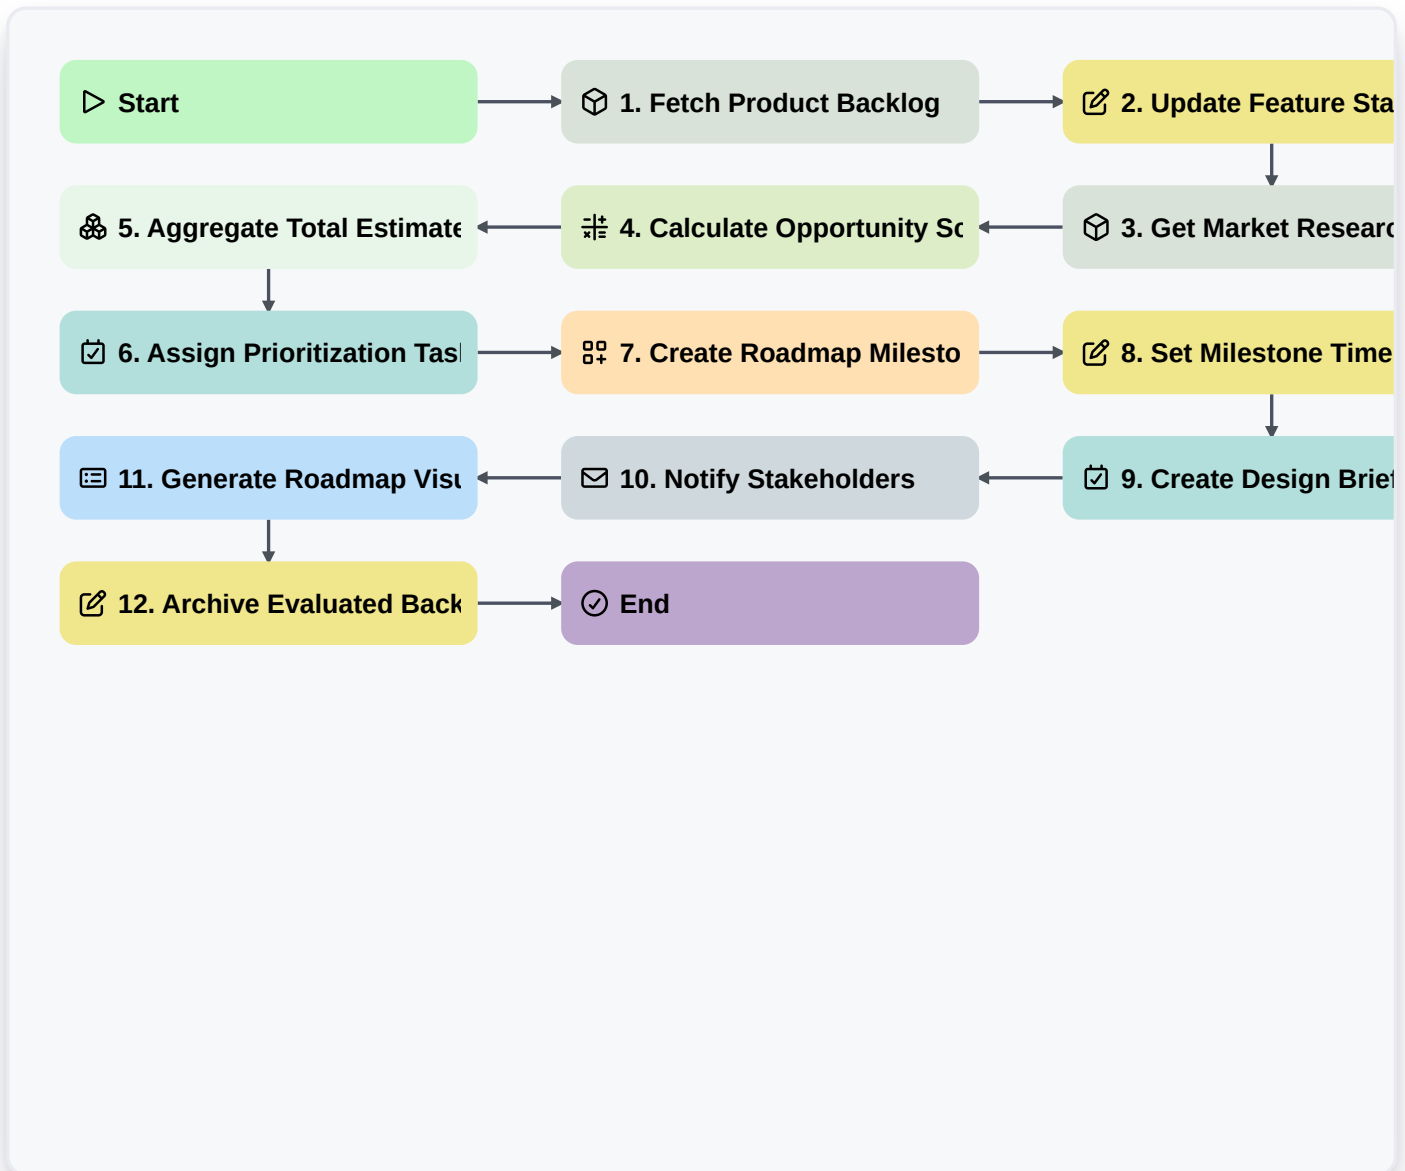 Start
1. Fetch Product Backlog
2. Update Feature Sta
5. Aggregate Total Estimate
4. Calculate Opportunity Sc
3. Get Market Researc
6. Assign Prioritization Tas
7. Create Roadmap Milesto
8. Set Milestone Time
11. Generate Roadmap Visu
10. Notify Stakeholders
9. Create Design Brief
12. Archive Evaluated Back
End